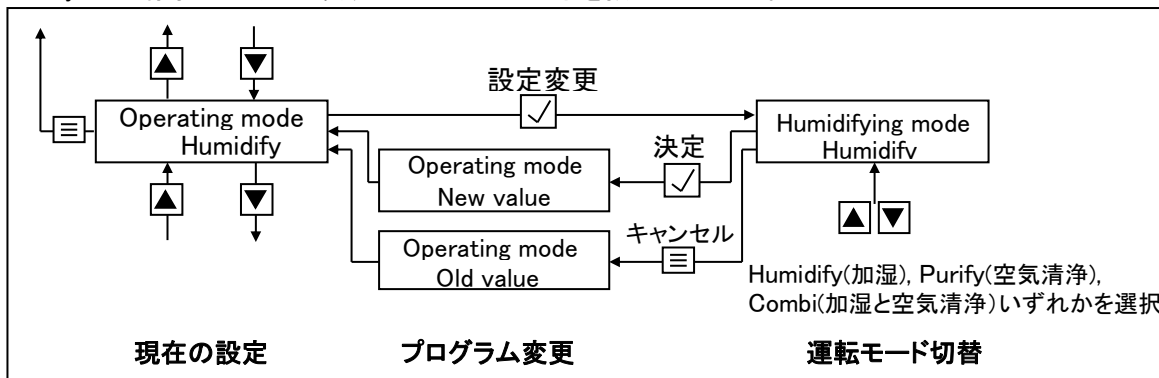 設定変更
Operating mode
Humidify
Humidifying mode
Humidify
決定
Operating mode
New value
キャンセル
Operating mode
Old value
Humidify(加湿), Purify(空気清浄),
Combi(加湿と空気清浄)いずれかを選択
現在の設定
プログラム変更
運転モード切替